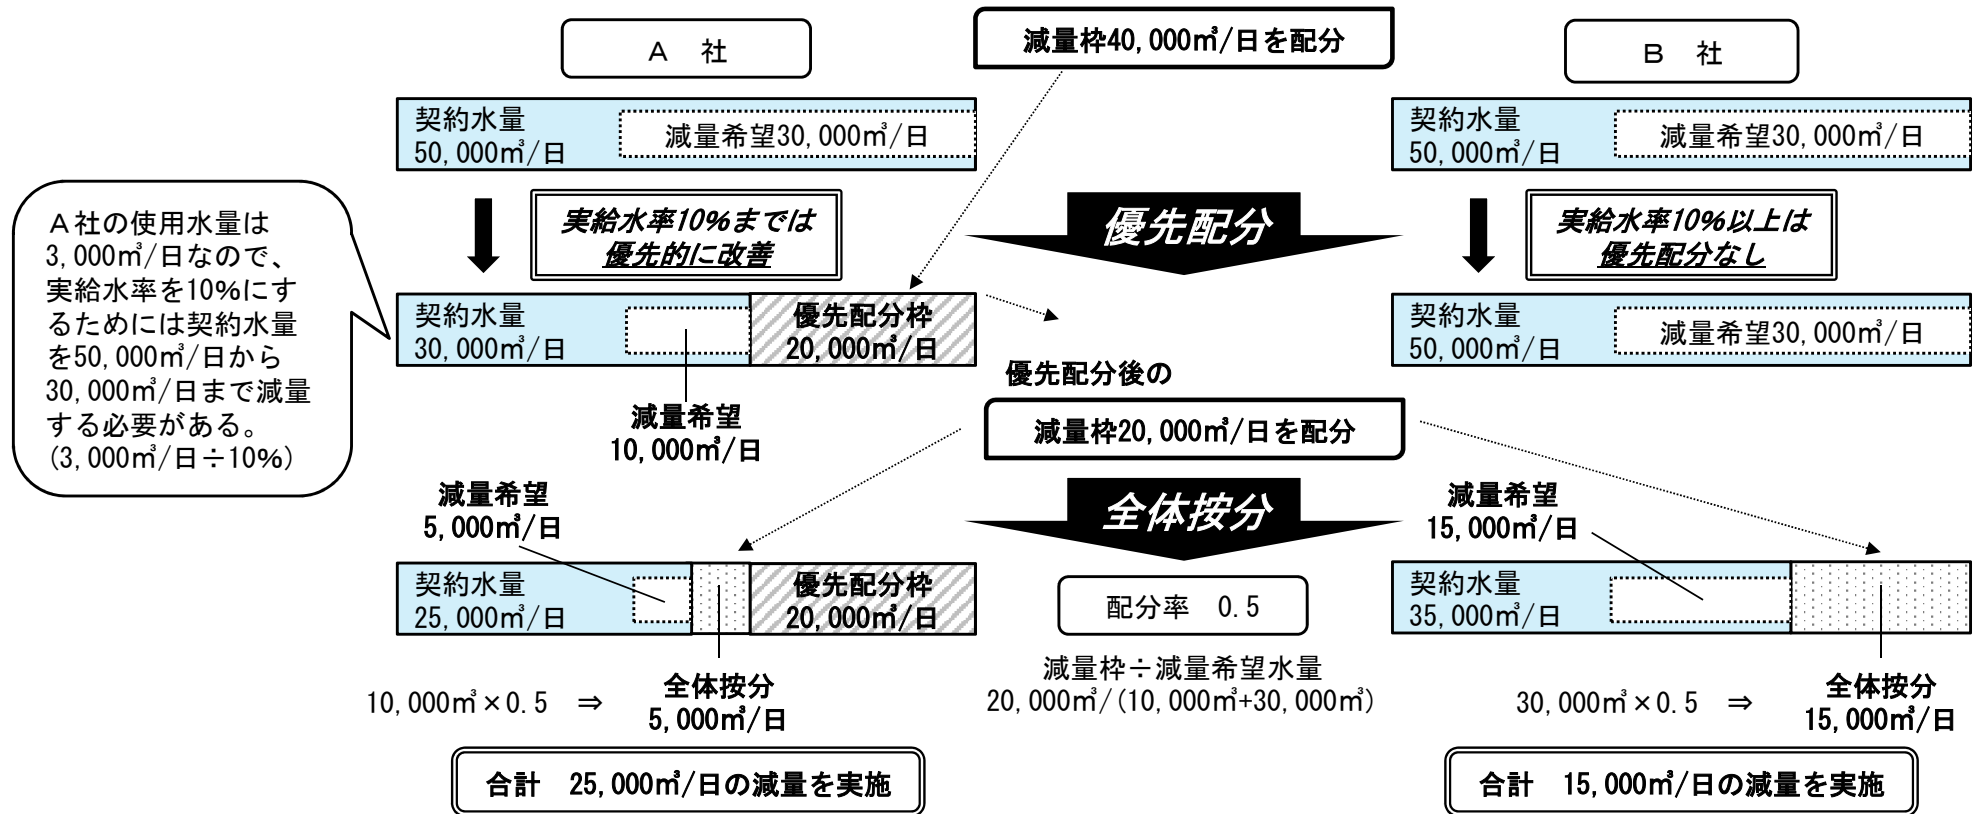 A 社
減量枠40,000㎥/日を配分
B 社
契約水量
50,000㎥/日
減量希望30,000㎥/日
契約水量
50,000㎥/日
減量希望30,000㎥/日
A社の使用水量は
3,000㎥/日なので、
実給水率を10%にす
るためには契約水量
を50,000㎥/日から
30,000㎥/日まで減量
する必要がある。
(3,000㎥/日÷10%)
実給水率10%までは
優先的に改善
優先配分
実給水率10%以上は
優先配分なし
契約水量
30,000㎥/日
優先配分枠
20,000㎥/日
契約水量
50,000㎥/日
減量希望30,000㎥/日
減量希望
10,000㎥/日
優先配分後の
減量枠20,000㎥/日を配分
減量希望
5,000㎥/日
全体按分
減量希望
15,000㎥/日
契約水量
25,000㎥/日
優先配分枠
20,000㎥/日
配分率 0.5
契約水量
35,000㎥/日
10,000㎥×0.5 ⇒
全体按分
5,000㎥/日
減量枠÷減量希望水量
20,000㎥/(10,000㎥+30,000㎥)
30,000㎥×0.5 ⇒
全体按分
15,000㎥/日
合計 25,000㎥/日の減量を実施
合計 15,000㎥/日の減量を実施